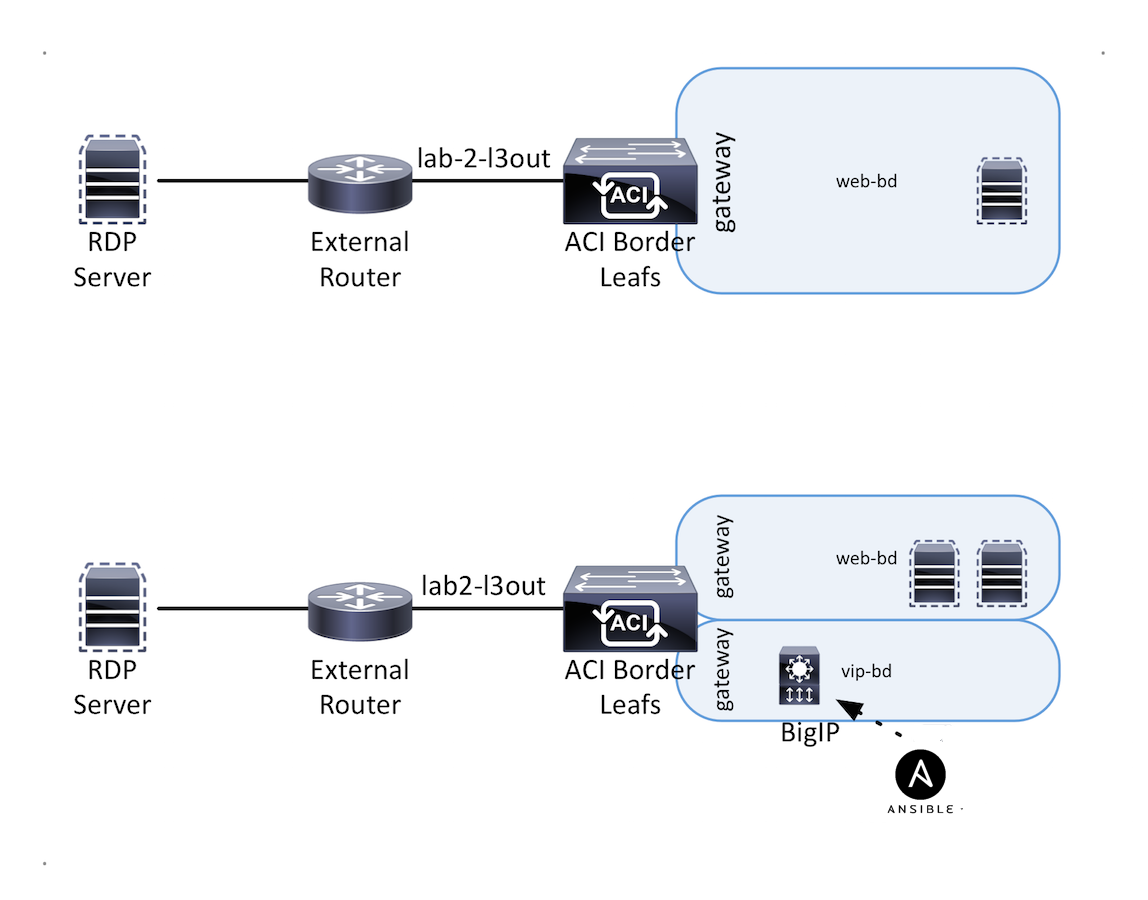 lab-2-l3out
gateway
web-bd
ACI
RDP
Server
External
Router
ACI Border
Leafs
lab2-l3out
gateway
web-bd
ACI
gateway
vip-bd
RDP
Server
External
Router
ACI Border
Leafs
BigIP
ANSIBLE